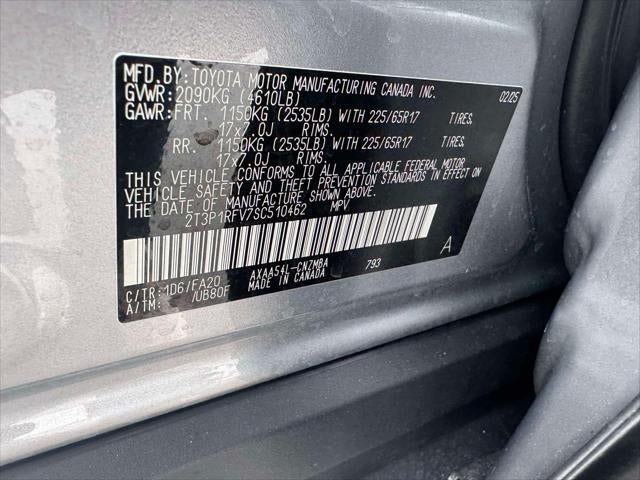 MFD.BY:TOYOTA MOTOR MANUFACTURING CANADA INC. 02/25
GVWR:2090KG (4610LB)
GAWR:FRT. 1150KG (2535LB) WITH 225/65R17 TIRES.
17x7.0J RIMS.
RR. 1150KG (2535LB) WITH 225/65R17 TIRES.
17x7.0J RIMS.
THIS VEHICLE CONFORMS TO ALL APPLICABLE FEDERAL MOTOR
VEHICLE SAFETY AND THEFT PREVENTION STANDARDS IN EFFECT ON
THE DATE OF MANUFACTURE SHOWN ABOVE.
2T3P1RFV7SC510462 MPV
A
C/TR:1D6/FA20 AXAA54L-CNZMBA 793
A/TM: /UB80F MADE IN CANADA